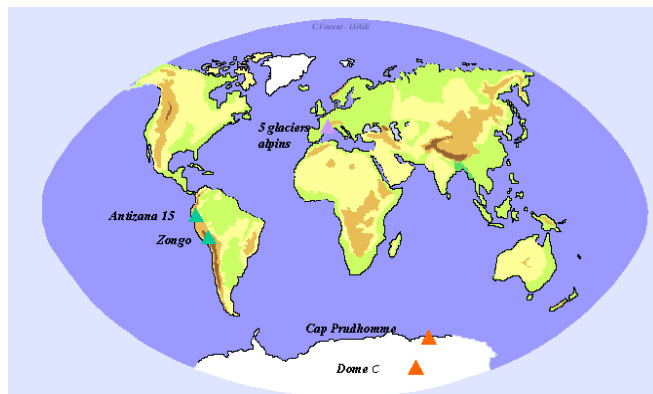 C.Vincent - LGGE
5 glaciers
alpins
Antizana 15
Zongo
Cap Prudhomme
Dome C